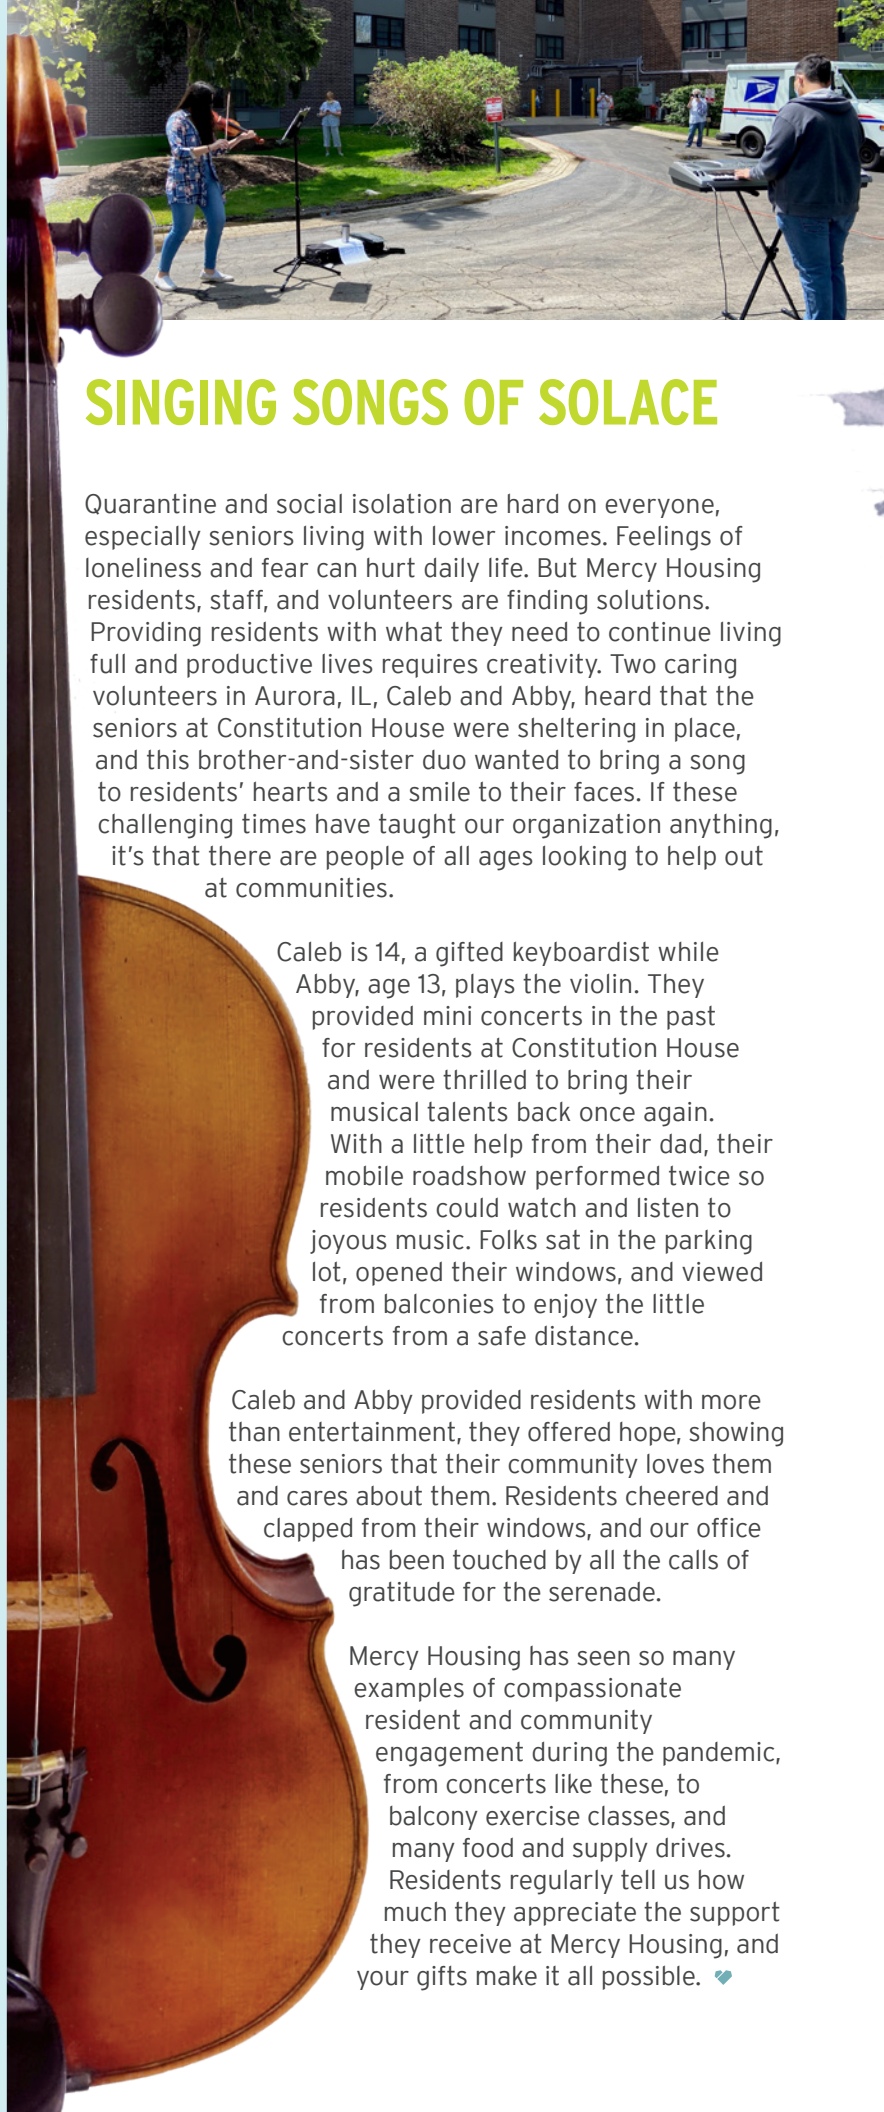 SINGING SONGS OF SOLACE
Quarantine and social isolation are hard on everyone,
especially seniors living with lower incomes. Feelings of
loneliness and fear can hurt daily life. But Mercy Housing
residents, staff, and volunteers are finding solutions.
Providing residents with what they need to continue living
full and productive lives requires creativity. Two caring
volunteers in Aurora, IL, Caleb and Abby, heard that the
seniors at Constitution House were sheltering in place,
and this brother-and-sister duo wanted to bring a song
to residents’ hearts and a smile to their faces. If these
challenging times have taught our organization anything,
it’s that there are people of all ages looking to help out
at communities.
Caleb is 14, a gifted keyboardist while
Abby, age 13, plays the violin. They
provided mini concerts in the past
for residents at Constitution House
and were thrilled to bring their
musical talents back once again.
With a little help from their dad, their
mobile roadshow performed twice so
residents could watch and listen to
joyous music. Folks sat in the parking
lot, opened their windows, and viewed
from balconies to enjoy the little
concerts from a safe distance.
Caleb and Abby provided residents with more
than entertainment, they offered hope, showing
these seniors that their community loves them
and cares about them. Residents cheered and
clapped from their windows, and our office
has been touched by all the calls of
gratitude for the serenade.
Mercy Housing has seen so many
examples of compassionate
resident and community
engagement during the pandemic,
from concerts like these, to
balcony exercise classes, and
many food and supply drives.
Residents regularly tell us how
much they appreciate the support
they receive at Mercy Housing, and
your gifts make it all possible.